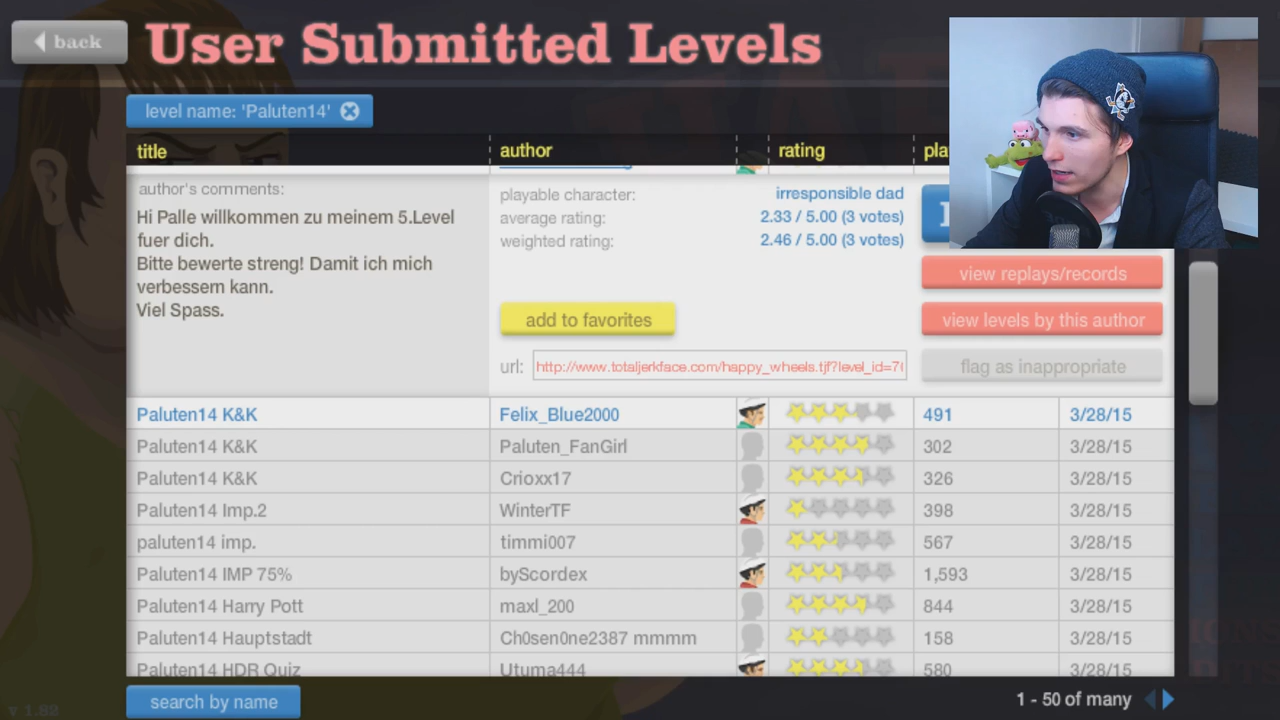 back
User Submitted Levels
level name: 'Paluten14'
title author rating
author's comments:
Hi Palle willkommen zu meinem 5.Level
fuer dich.
Bitte bewerte streng! Damit ich mich
verbessern kann.
Viel Spass.
playable character: irresponsible dad
average rating: 2.33 / 5.00 (3 votes)
weighted rating: 2.46 / 5.00 (3 votes)
add to favorites
url: http://www.totaljerkface.com/happy_wheels.tjf?level_id=7
view replays/records
view levels by this author
flag as inappropriate
Paluten14 K&K Felix_Blue2000 491 3/28/15
Paluten14 K&K Paluten_FanGirl 302 3/28/15
Paluten14 K&K Crioxx17 326 3/28/15
Paluten14 Imp.2 WinterTF 398 3/28/15
paluten14 imp. timmi007 567 3/28/15
Paluten14 IMP 75% byScordex 1,593 3/28/15
Paluten14 Harry Pott maxl_200 844 3/28/15
Paluten14 Hauptstadt Ch0sen0ne2387 mmmm 158 3/28/15
Paluten14 HDR Quiz Utuma444 580 3/28/15
search by name
1 - 50 of many